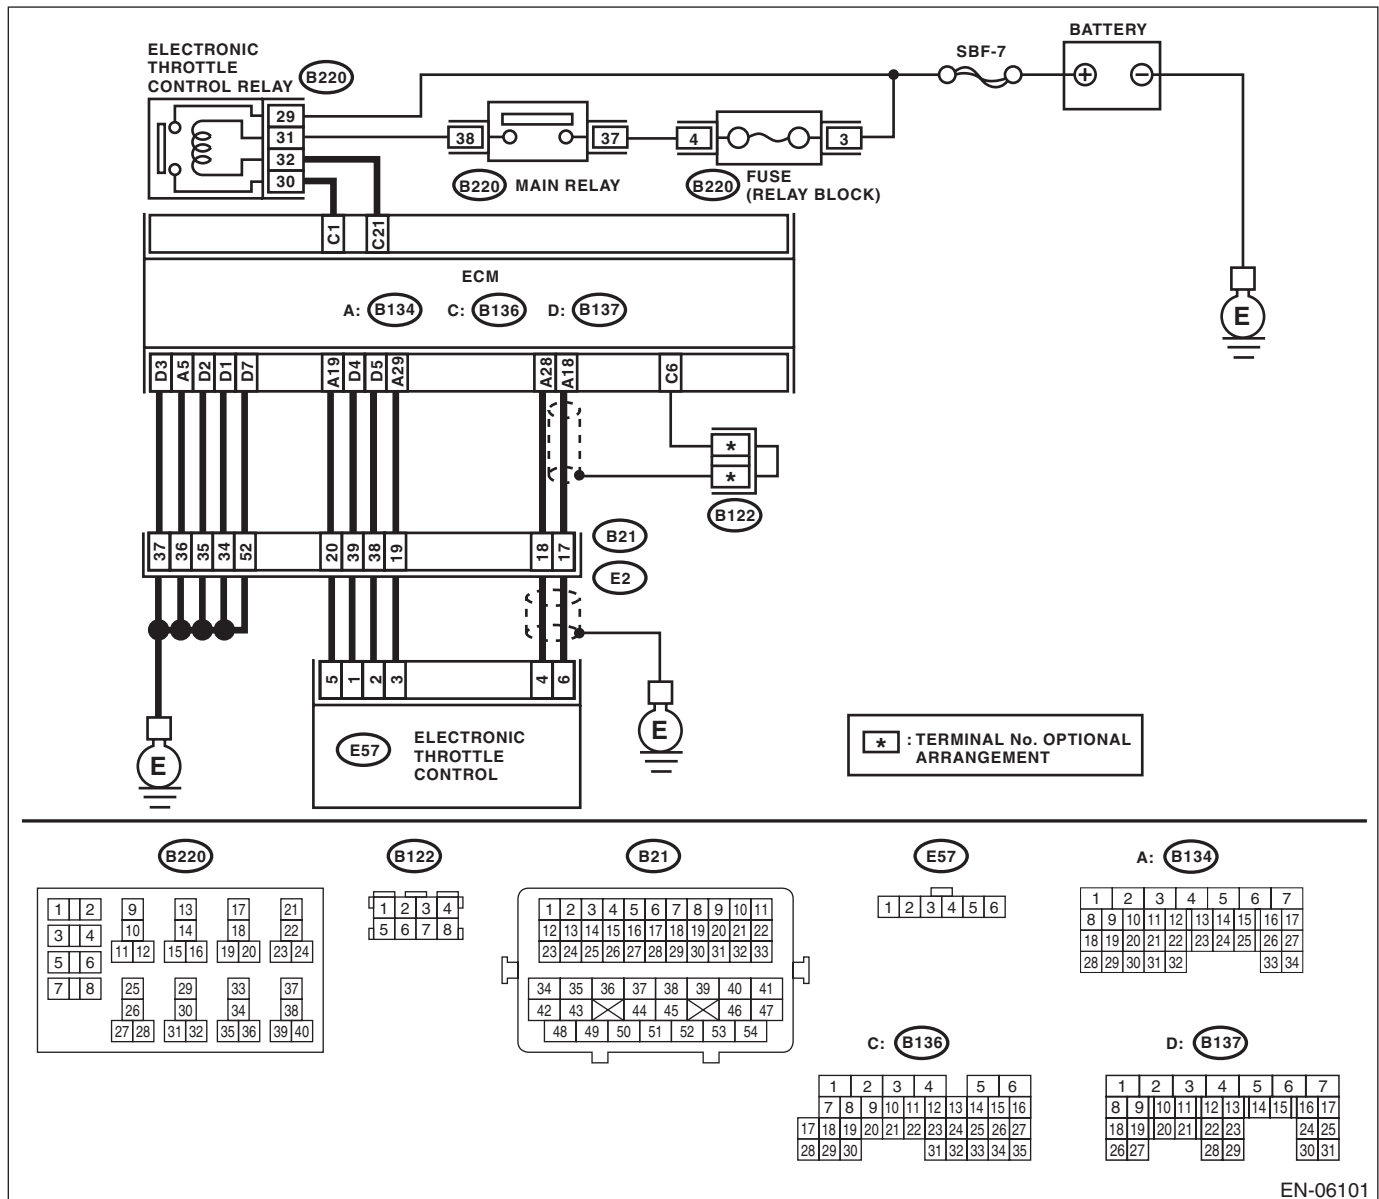 ELECTRONIC
THROTTLE
CONTROL RELAY
B220
29
31
32
30
38
37
B220 MAIN RELAY
4
3
B220 FUSE
(RELAY BLOCK)
SBF-7
BATTERY
+ −
E
C1 C21
ECM
A: B134 C: B136 D: B137
D3 A5 D2 D1 D7 A19 D4 D5 A29 A28 A18 C6
*
*
B122
37 36 35 34 52 20 39 38 19 18 17
B21
E2
5 1 2 3 4 6
E57
ELECTRONIC
THROTTLE
CONTROL
E
E
* : TERMINAL No. OPTIONAL
ARRANGEMENT
B220
1 2 9 13 17 21
10 14 18 22
3 4
11 12 15 16 19 20 23 24
5 6
7 8 25 29 33 37
26 30 34 38
27 28 31 32 35 36 39 40
B122
1 2 3 4
5 6 7 8
B21
1 2 3 4 5 6 7 8 9 10 11
12 13 14 15 16 17 18 19 20 21 22
23 24 25 26 27 28 29 30 31 32 33
34 35 36 37 38 39 40 41
42 43 44 45 46 47
48 49 50 51 52 53 54
E57
1 2 3 4 5 6
A: B134
1 2 3 4 5 6 7
8 9 10 11 12 13 14 15 16 17
18 19 20 21 22 23 24 25 26 27
28 29 30 31 32 33 34
C: B136
1 2 3 4 5 6
7 8 9 10 11 12 13 14 15 16
17 18 19 20 21 22 23 24 25 26 27
28 29 30 31 32 33 34 35
D: B137
1 2 3 4 5 6 7
8 9 10 11 12 13 14 15 16 17
18 19 20 21 22 23 24 25
26 27 28 29 30 31
EN-06101